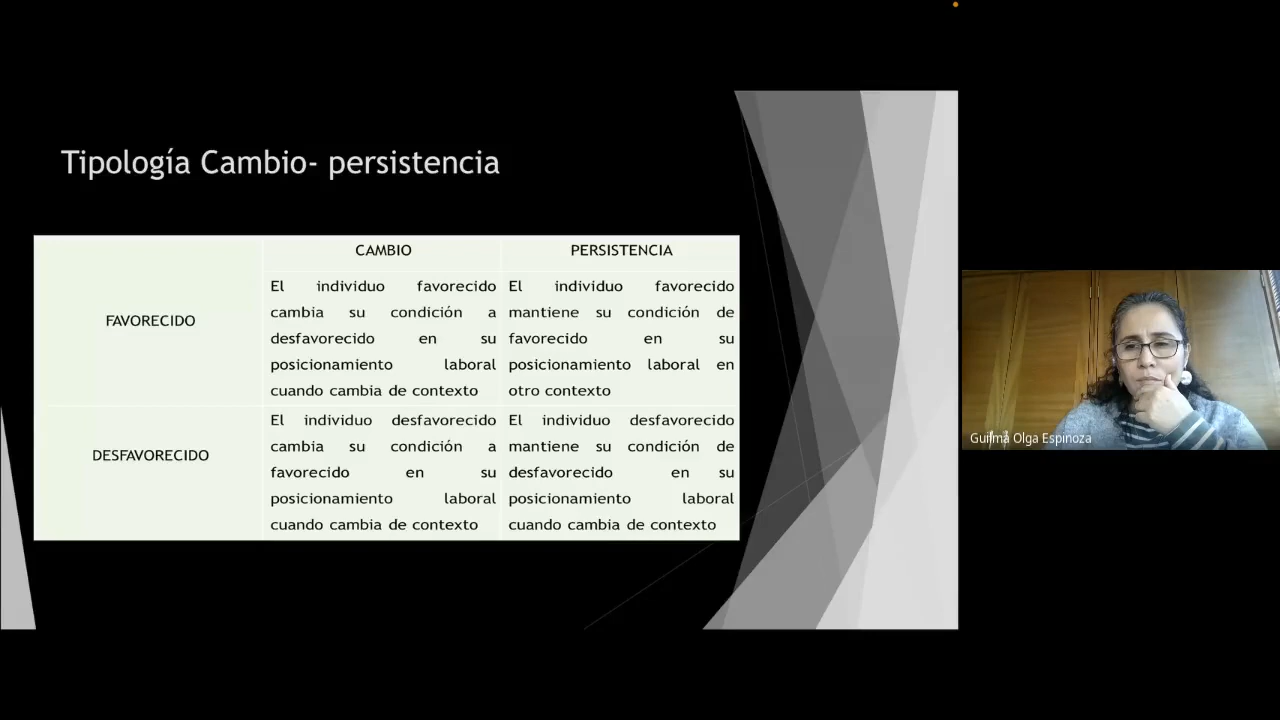 Tipología Cambio- persistencia
CAMBIO
PERSISTENCIA
FAVORECIDO
El individuo favorecido
cambia su condición a
desfavorecido en su
posicionamiento laboral
cuando cambia de contexto
El individuo favorecido
mantiene su condición de
favorecido en su
posicionamiento laboral en
otro contexto
DESFAVORECIDO
El individuo desfavorecido
cambia su condición a
favorecido en su
posicionamiento laboral
cuando cambia de contexto
El individuo desfavorecido
mantiene su condición de
desfavorecido en su
posicionamiento laboral
cuando cambia de contexto
Guilma Olga Espinoza